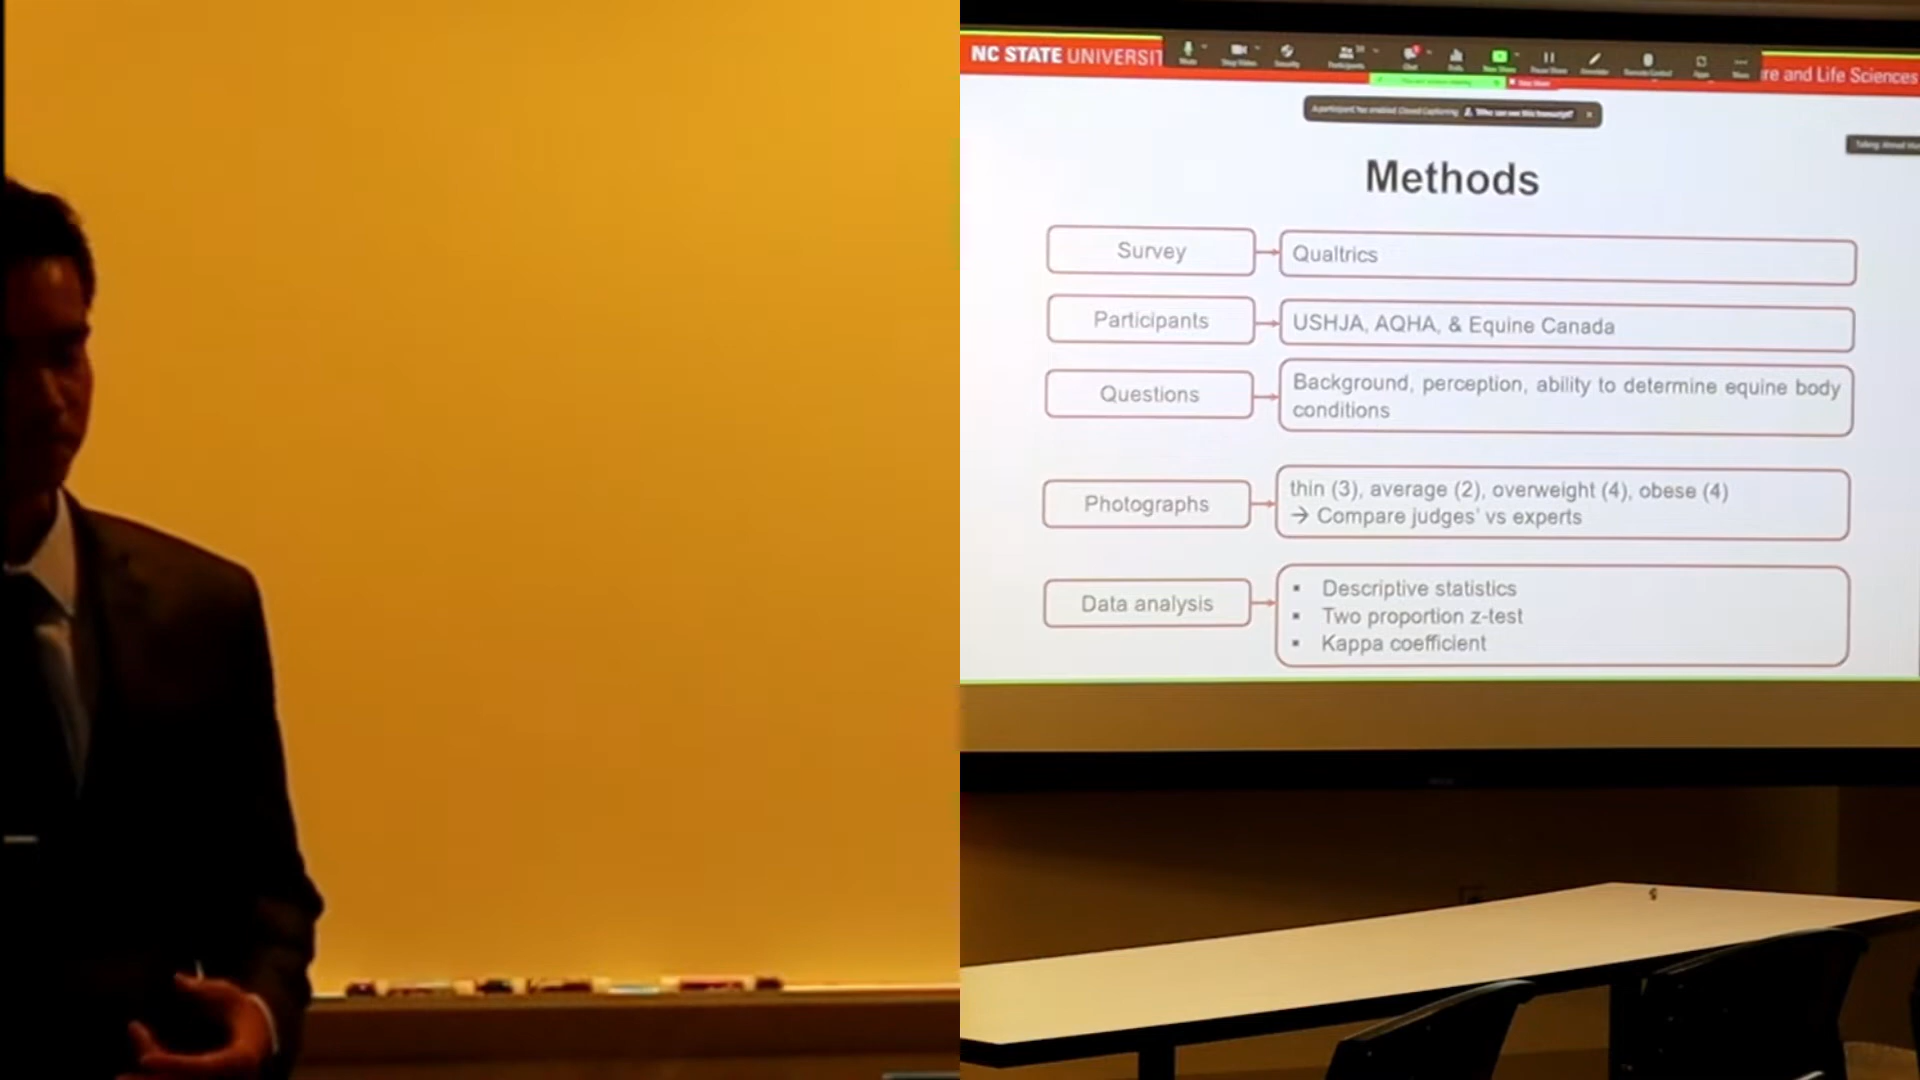 NC STATE UNIVERSIT
re and Life Sciences
Methods
Survey
Qualtrics
Participants
USHJA, AQHA, & Equine Canada
Questions
Background, perception, ability to determine equine body
conditions
Photographs
thin (3), average (2), overweight (4), obese (4)
→ Compare judges' vs experts
Data analysis
▪ Descriptive statistics
▪ Two proportion z-test
▪ Kappa coefficient